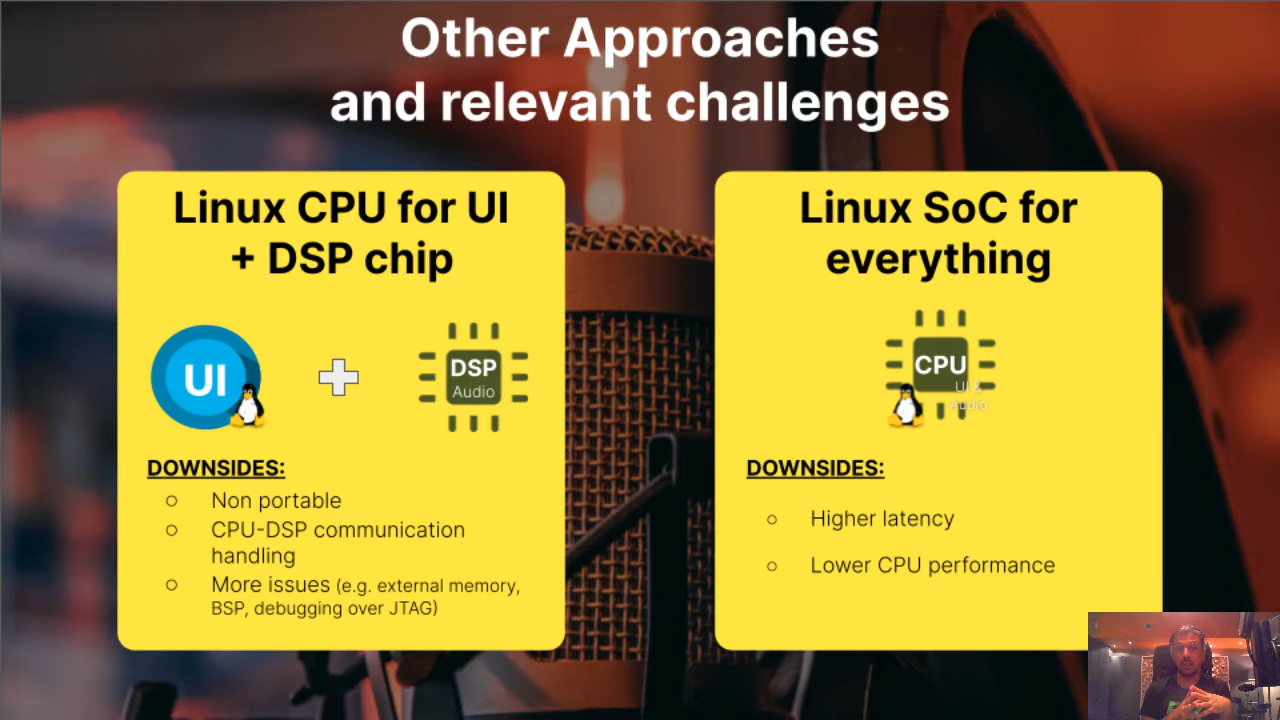 Other Approaches
and relevant challenges
Linux CPU for UI
+ DSP chip
UI
DSP
Audio
DOWNSIDES:
Non portable
CPU-DSP communication
handling
More issues (e.g. external memory,
BSP, debugging over JTAG)
Linux SoC for
everything
CPU
UI &
Audio
DOWNSIDES:
Higher latency
Lower CPU performance